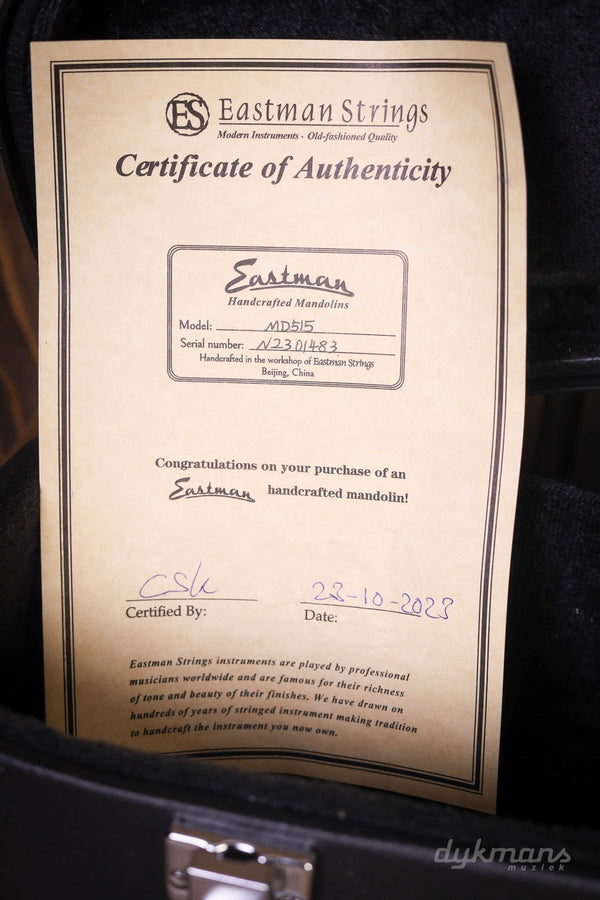 ES Eastman Strings
Modern Instruments · Old-fashioned Quality
Certificate of Authenticity
Eastman
Handcrafted Mandolins
Model: MD515
Serial number: N2301483
Handcrafted in the workshop of Eastman Strings
Beijing, China
Congratulations on your purchase of an
Eastman handcrafted mandolin!
23-10-2023
Certified By: Date:
Eastman Strings instruments are played by professional
musicians worldwide and are famous for their richness
of tone and beauty of their finishes. We have drawn on
hundreds of years of stringed instrument making tradition
to handcraft the instrument you now own.
dykmans
muziek